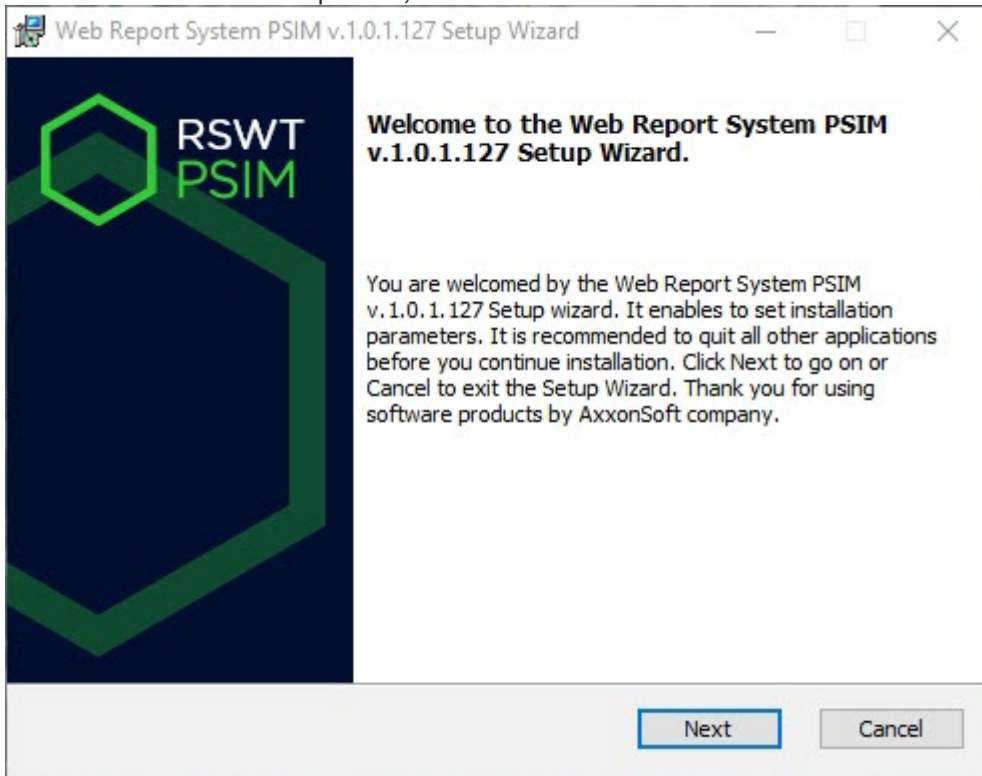 Web Report System PSIM v.1.0.1.127 Setup Wizard
RSWT
PSIM
Welcome to the Web Report System PSIM
v.1.0.1.127 Setup Wizard.
You are welcomed by the Web Report System PSIM
v.1.0.1.127 Setup wizard. It enables to set installation
parameters. It is recommended to quit all other applications
before you continue installation. Click Next to go on or
Cancel to exit the Setup Wizard. Thank you for using
software products by AxxonSoft company.
Next
Cancel